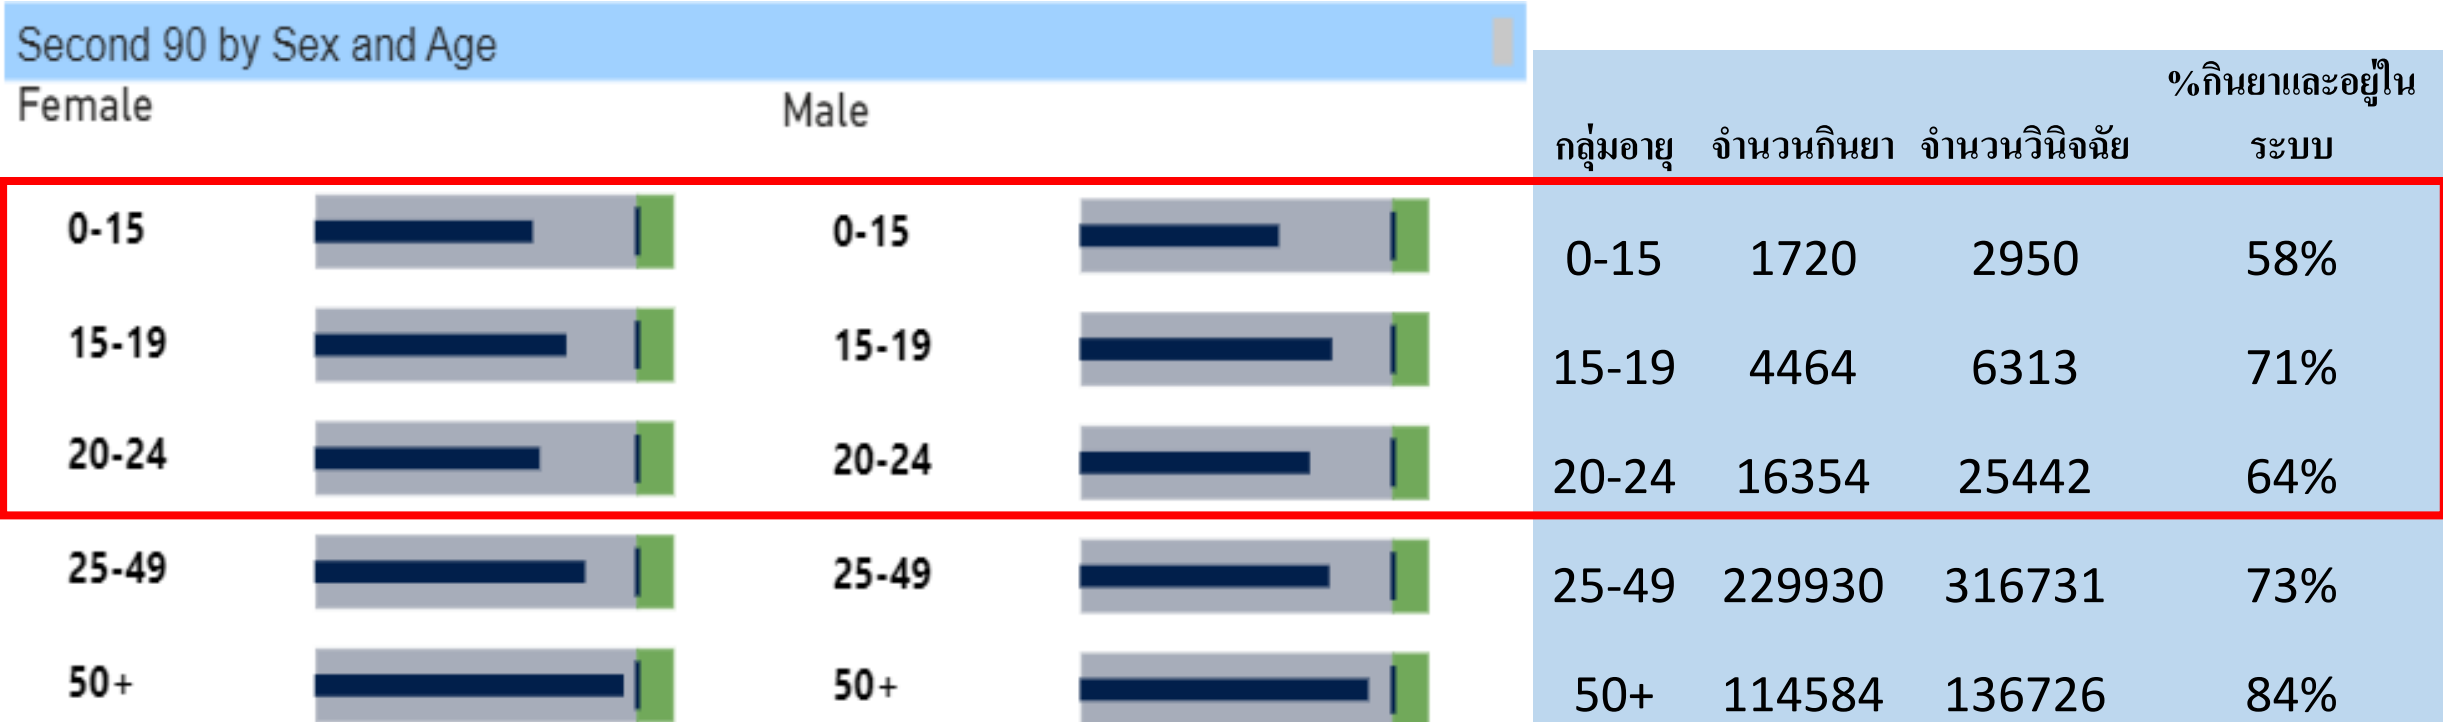 Second 90 by Sex and Age
Female Male
0-15 0-15
15-19 15-19
20-24 20-24
25-49 25-49
50+ 50+
กลุ่มอายุ จำนวนกินยา จำนวนวินิจฉัย %กินยาและอยู่ใน
ระบบ
0-15 1720 2950 58%
15-19 4464 6313 71%
20-24 16354 25442 64%
25-49 229930 316731 73%
50+ 114584 136726 84%